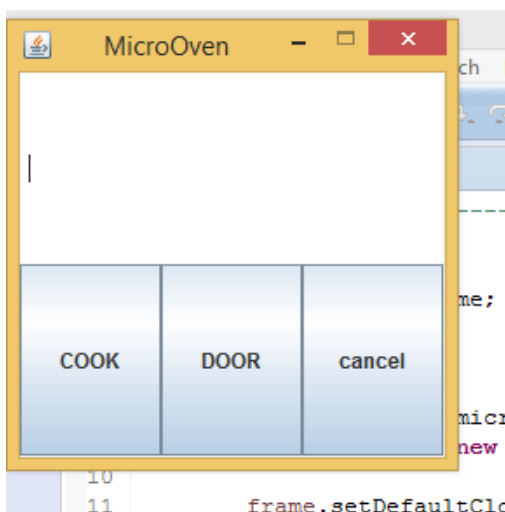 MicroOven
ch
me;
COOK DOOR cancel
micr
new
10
11 frame.setDefaultClo